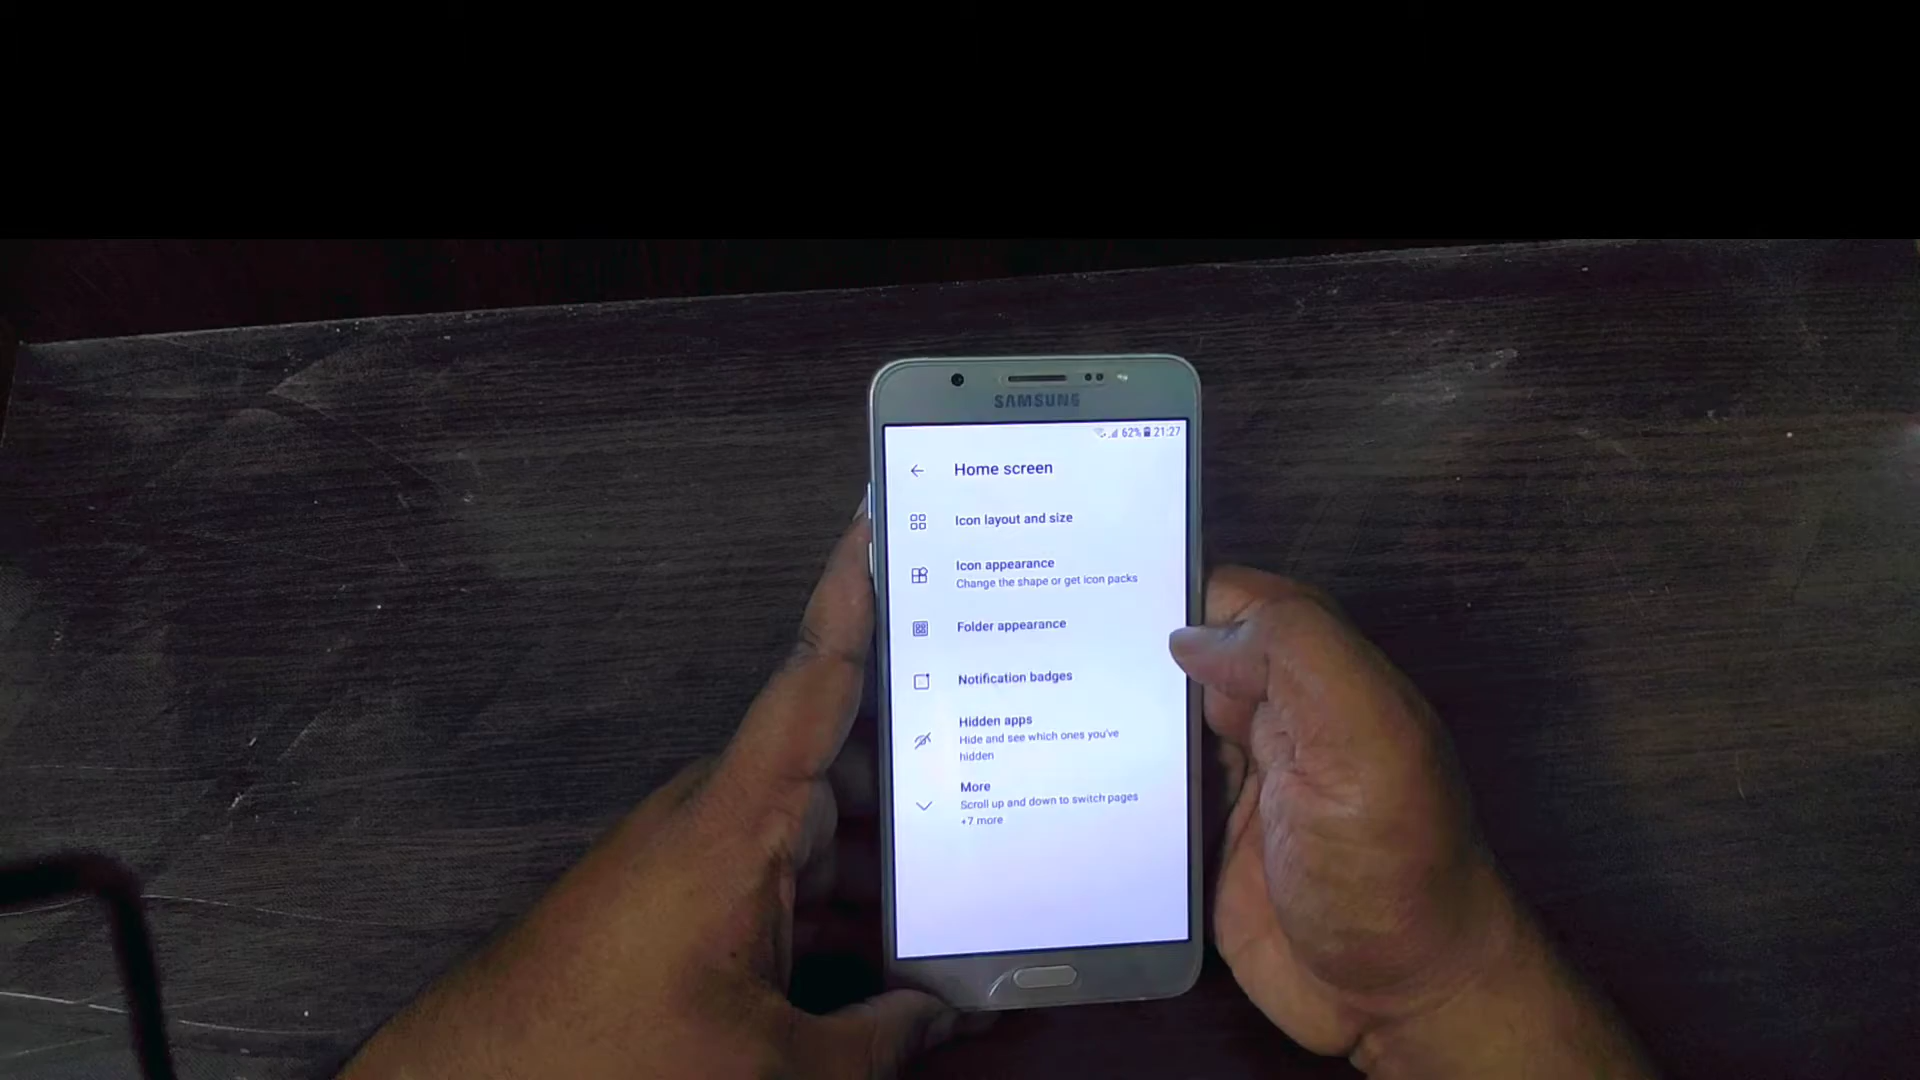 SAMSUNG
62% 21:27
Home screen
Icon layout and size
Icon appearance
Change the shape or get icon packs
Folder appearance
Notification badges
Hidden apps
Hide and see which ones you've
hidden
More
Scroll up and down to switch pages
+7 more